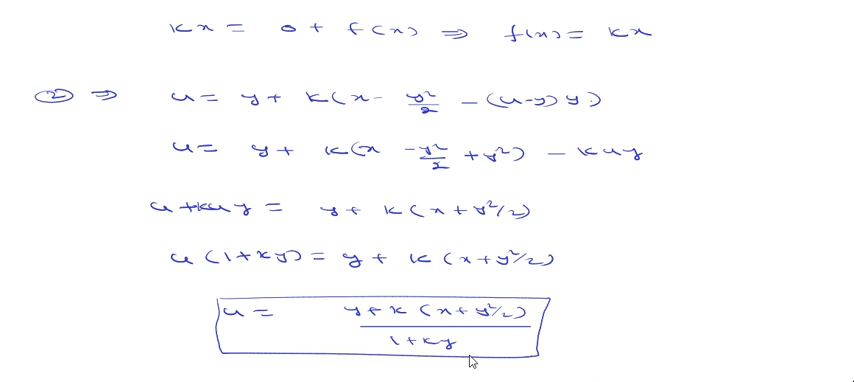 kx = 0 + f(x) ⇒ f(x) = kx
② ⇒ u = y + k(x - y²/2 - (u-y)y)
u = y + k(x - y²/2 + y²) - kuy
u + kuy = y + k(x + y²/2)
u(1+ky) = y + k(x + y²/2)
u = y + k(x + y²/2) / 1+ky